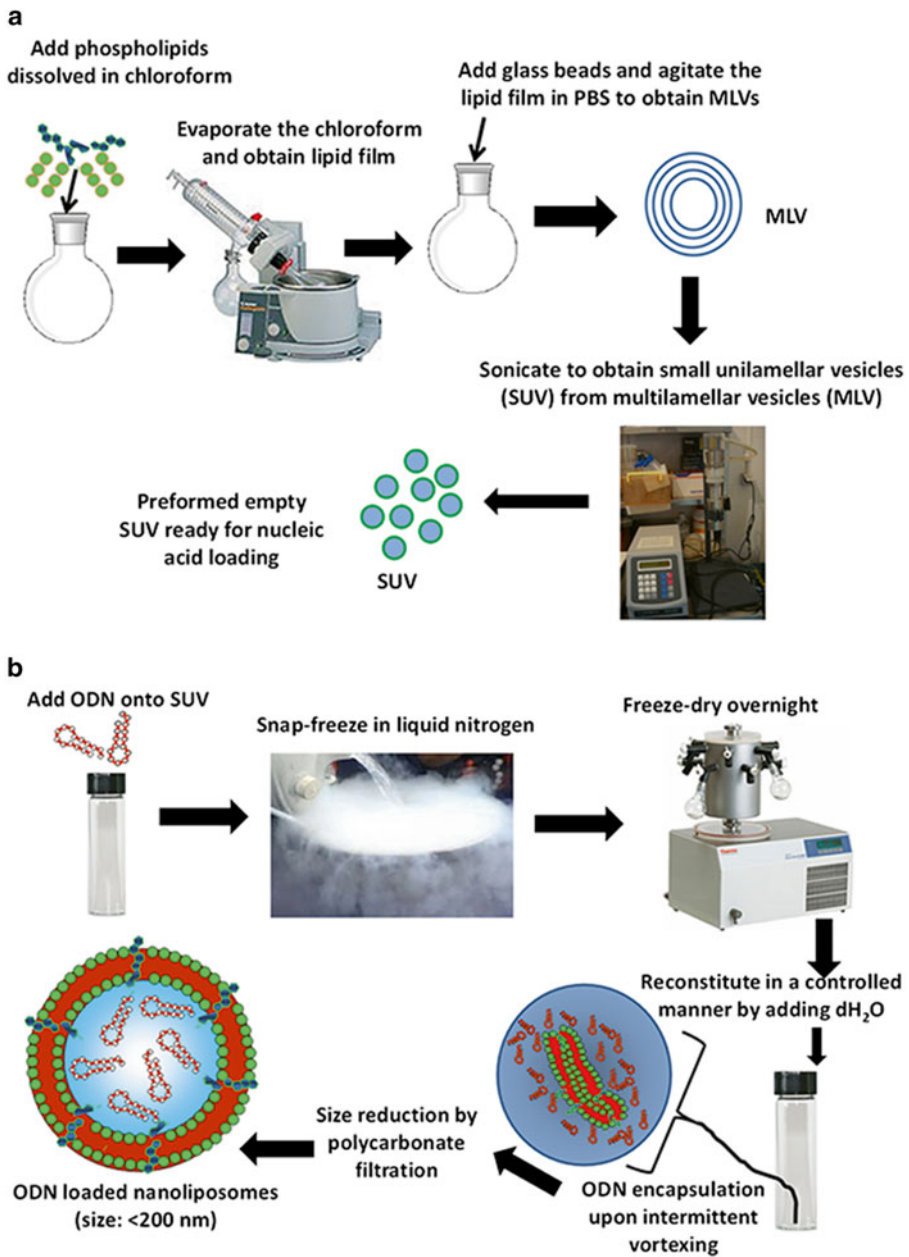 a
Add phospholipids
dissolved in chloroform
Evaporate the chloroform
and obtain lipid film
Add glass beads and agitate the
lipid film in PBS to obtain MLVs
MLV
Sonicate to obtain small unilamellar vesicles
(SUV) from multilamellar vesicles (MLV)
Preformed empty
SUV ready for nucleic
acid loading
SUV
b
Add ODN onto SUV
Snap-freeze in liquid nitrogen
Freeze-dry overnight
Reconstitute in a controlled
manner by adding dH₂O
ODN encapsulation
upon intermittent
vortexing
Size reduction by
polycarbonate
filtration
ODN loaded nanoliposomes
(size: <200 nm)